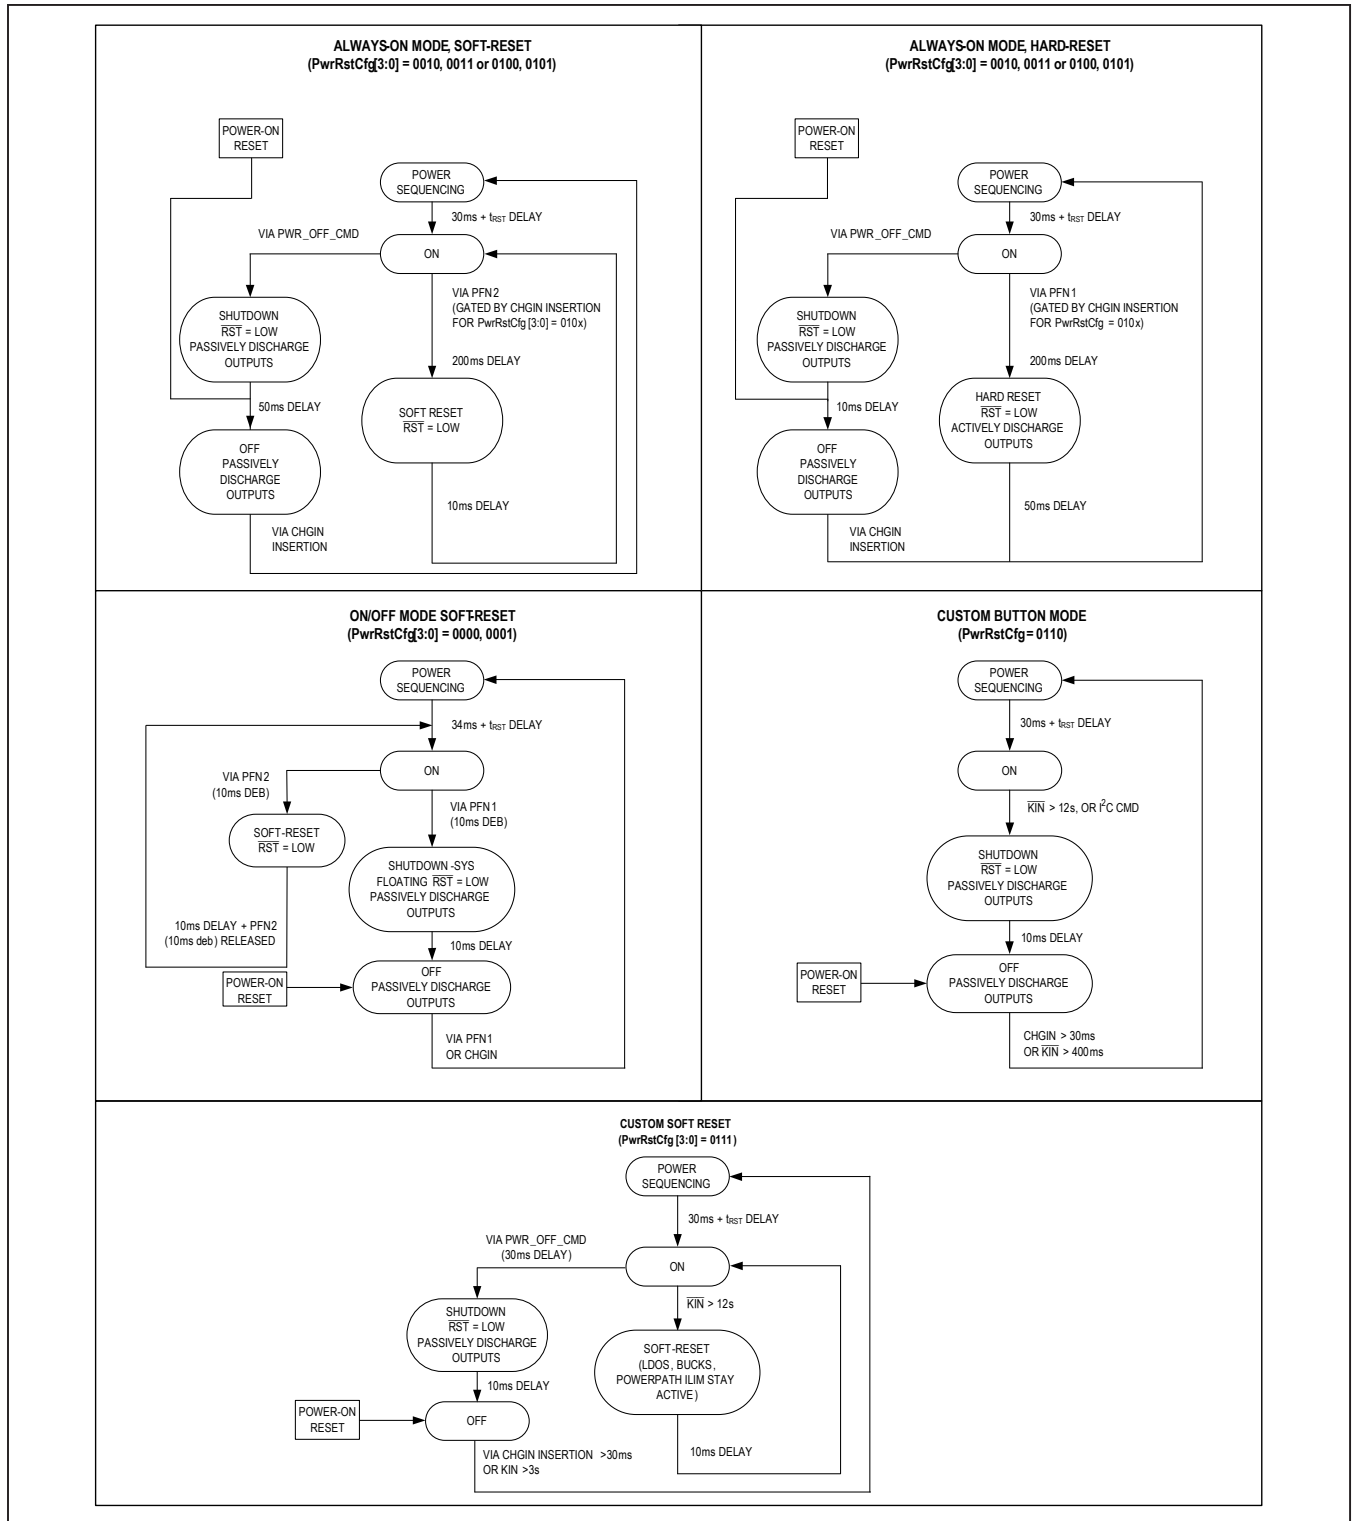 ALWAYS-ON MODE, SOFT-RESET
(PwrRstCfg[3:0] = 0010, 0011 or 0100, 0101)
POWER-ON
RESET
POWER
SEQUENCING
30ms + tRST DELAY
VIA PWR_OFF_CMD
ON
VIA PFN2
(GATED BY CHGIN INSERTION
FOR PwrRstCfg [3:0] = 010x)
SHUTDOWN
RST = LOW
PASSIVELY DISCHARGE
OUTPUTS
200ms DELAY
50ms DELAY
SOFT RESET
RST = LOW
OFF
PASSIVELY
DISCHARGE
OUTPUTS
10ms DELAY
VIA CHGIN
INSERTION
ALWAYS-ON MODE, HARD-RESET
(PwrRstCfg[3:0] = 0010, 0011 or 0100, 0101)
POWER-ON
RESET
POWER
SEQUENCING
30ms + tRST DELAY
VIA PWR_OFF_CMD
ON
VIA PFN1
(GATED BY CHGIN INSERTION
FOR PwrRstCfg = 010x)
SHUTDOWN
RST = LOW
PASSIVELY DISCHARGE
OUTPUTS
200ms DELAY
10ms DELAY
HARD RESET
RST = LOW
ACTIVELY DISCHARGE
OUTPUTS
OFF
PASSIVELY
DISCHARGE
OUTPUTS
50ms DELAY
VIA CHGIN
INSERTION
ON/OFF MODE SOFT-RESET
(PwrRstCfg[3:0] = 0000, 0001)
POWER
SEQUENCING
34ms + tRST DELAY
ON
VIA PFN2
(10ms DEB)
VIA PFN1
(10ms DEB)
SOFT-RESET
RST = LOW
SHUTDOWN -SYS
FLOATING RST = LOW
PASSIVELY DISCHARGE
OUTPUTS
10ms DELAY + PFN2
(10ms deb) RELEASED
10ms DELAY
POWER-ON
RESET
OFF
PASSIVELY DISCHARGE
OUTPUTS
VIA PFN1
OR CHGIN
CUSTOM BUTTON MODE
(PwrRstCfg = 0110)
POWER
SEQUENCING
30ms + tRST DELAY
ON
KIN > 12s, OR I2C CMD
SHUTDOWN
RST = LOW
PASSIVELY DISCHARGE
OUTPUTS
10ms DELAY
POWER-ON
RESET
OFF
PASSIVELY DISCHARGE
OUTPUTS
CHGIN > 30ms
OR KIN > 400ms
CUSTOM SOFT RESET
(PwrRstCfg [3:0] = 0111)
POWER
SEQUENCING
30ms + tRST DELAY
VIA PWR_OFF_CMD
(30ms DELAY)
ON
KIN > 12s
SHUTDOWN
RST = LOW
PASSIVELY DISCHARGE
OUTPUTS
SOFT-RESET
(LDOS, BUCKS,
POWERPATH ILIM STAY
ACTIVE)
10ms DELAY
POWER-ON
RESET
OFF
VIA CHGIN INSERTION >30ms
OR KIN >3s
10ms DELAY